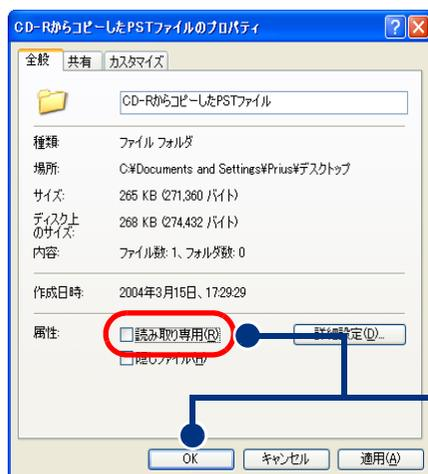 CD-RからコピーしたPSTファイルのプロパティ
全般 共有 カスタマイズ
CD-RからコピーしたPSTファイル
種類: ファイル フォルダ
場所: C:¥Documents and Settings¥Prius¥デスクトップ
サイズ: 265 KB (271,360 バイト)
ディスク上
のサイズ: 268 KB (274,432 バイト)
内容: ファイル数: 1、フォルダ数: 0
作成日時: 2004年3月15日、17:29:29
属性: 読み取り専用(R) 詳細設定(D)...
隠しファイル(H)
OK キャンセル 適用(A)